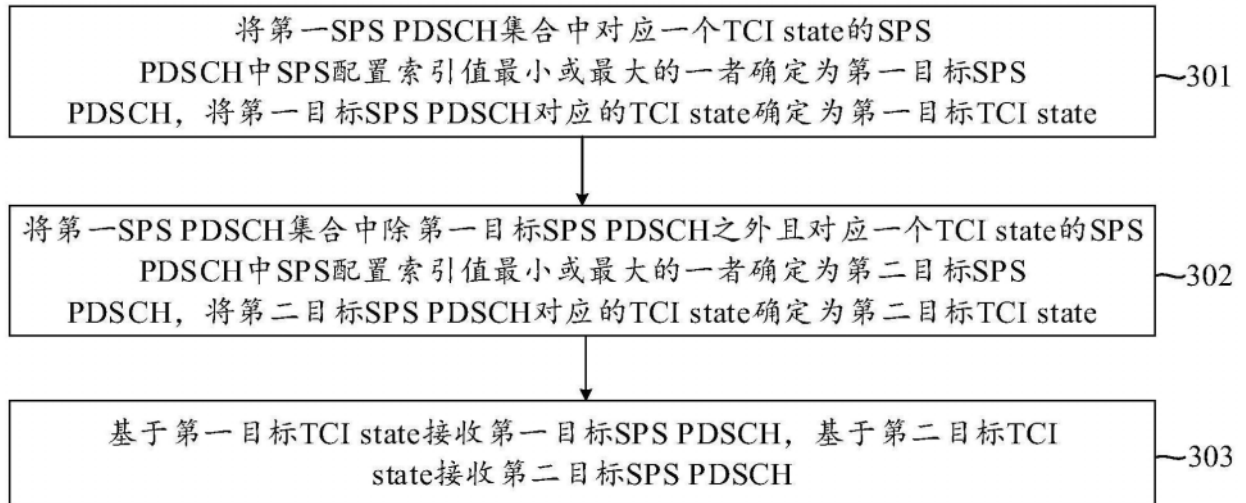 将第一SPS PDSCH集合中对应一个TCI state的SPS
PDSCH中SPS配置索引值最小或最大的一者确定为第一目标SPS
PDSCH，将第一目标SPS PDSCH对应的TCI state确定为第一目标TCI state
301
将第一SPS PDSCH集合中除第一目标SPS PDSCH之外且对应一个TCI state的SPS
PDSCH中SPS配置索引值最小或最大的一者确定为第二目标SPS
PDSCH，将第二目标SPS PDSCH对应的TCI state确定为第二目标TCI state
302
基于第一目标TCI state接收第一目标SPS PDSCH，基于第二目标TCI
state接收第二目标SPS PDSCH
303